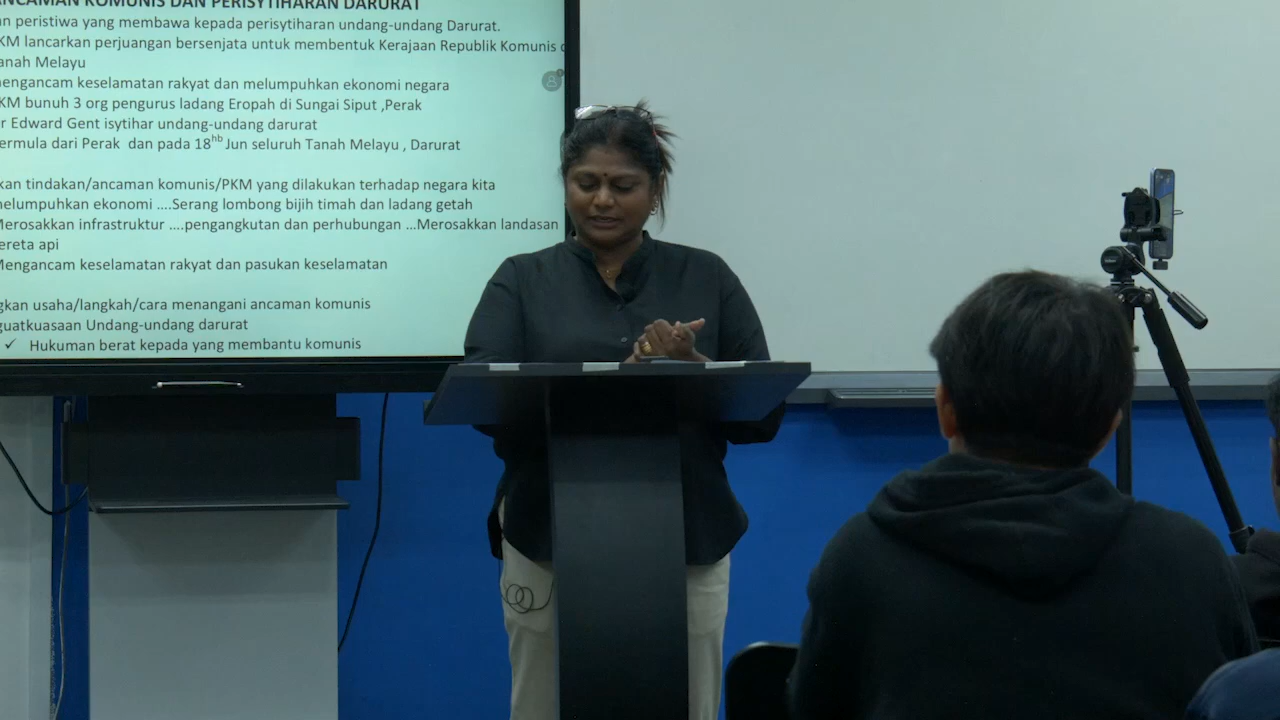 ANCAMAN KOMUNIS DAN PERISYTIHARAN DARURAT
an peristiwa yang membawa kepada perisytiharan undang-undang Darurat.
KM lancarkan perjuangan bersenjata untuk membentuk Kerajaan Republik Komunis
anah Melayu
mengancam keselamatan rakyat dan melumpuhkan ekonomi negara
KM bunuh 3 org pengurus ladang Eropah di Sungai Siput ,Perak
r Edward Gent isytihar undang-undang darurat
ermula dari Perak dan pada 18hb Jun seluruh Tanah Melayu , Darurat
kan tindakan/ancaman komunis/PKM yang dilakukan terhadap negara kita
melumpuhkan ekonomi ....Serang lombong bijih timah dan ladang getah
Merosakkan infrastruktur ....pengangkutan dan perhubungan ...Merosakkan landasan
ereta api
Mengancam keselamatan rakyat dan pasukan keselamatan
gkan usaha/langkah/cara menangani ancaman komunis
guatkuasaan Undang-undang darurat
✓ Hukuman berat kepada yang membantu komunis